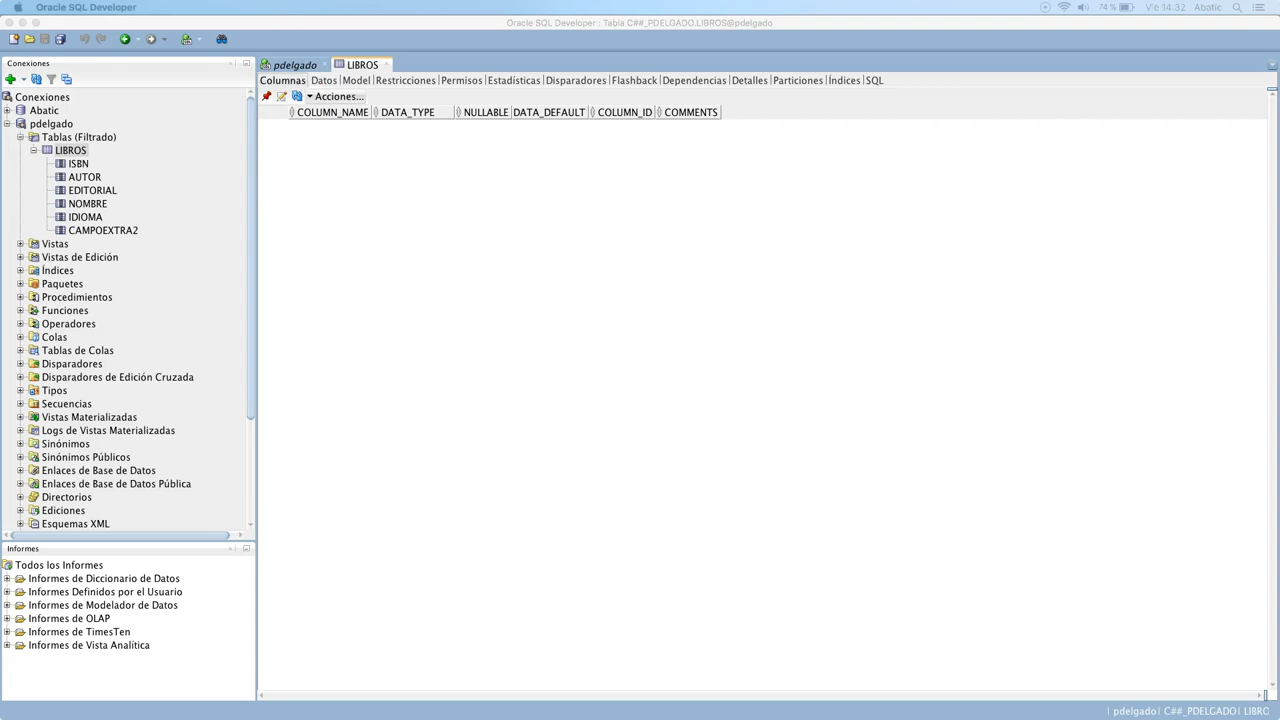 Oracle SQL Developer
74 %
Vie 14:32
Abatic
Oracle SQL Developer : Tabla C##_PDELGADO.LIBROS@pdelgado
Conexiones
Conexiones
Abatic
pdelgado
Tablas (Filtrado)
LIBROS
ISBN
AUTOR
EDITORIAL
NOMBRE
IDIOMA
CAMPOEXTRA2
Vistas
Vistas de Edición
Índices
Paquetes
Procedimientos
Funciones
Operadores
Colas
Tablas de Colas
Disparadores
Disparadores de Edición Cruzada
Tipos
Secuencias
Vistas Materializadas
Logs de Vistas Materializadas
Sinónimos
Sinónimos Públicos
Enlaces de Base de Datos
Enlaces de Base de Datos Pública
Directorios
Ediciones
Esquemas XML
Informes
Todos los Informes
Informes de Diccionario de Datos
Informes Definidos por el Usuario
Informes de Modelador de Datos
Informes de OLAP
Informes de TimesTen
Informes de Vista Analítica
pdelgado LIBROS
Columnas Datos Model Restricciones Permisos Estadísticas Disparadores Flashback Dependencias Detalles Particiones Índices SQL
Acciones...
COLUMN_NAME DATA_TYPE NULLABLE DATA_DEFAULT COLUMN_ID COMMENTS
pdelgado C##_PDELGADO LIBRO